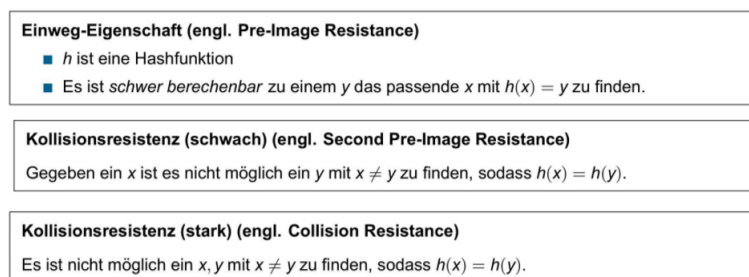 Einweg-Eigenschaft (engl. Pre-Image Resistance)
h ist eine Hashfunktion
Es ist schwer berechenbar zu einem y das passende x mit h(x) = y zu finden.
Kollisionsresistenz (schwach) (engl. Second Pre-Image Resistance)
Gegeben ein x ist es nicht möglich ein y mit x ≠ y zu finden, sodass h(x) = h(y).
Kollisionsresistenz (stark) (engl. Collision Resistance)
Es ist nicht möglich ein x, y mit x ≠ y zu finden, sodass h(x) = h(y).